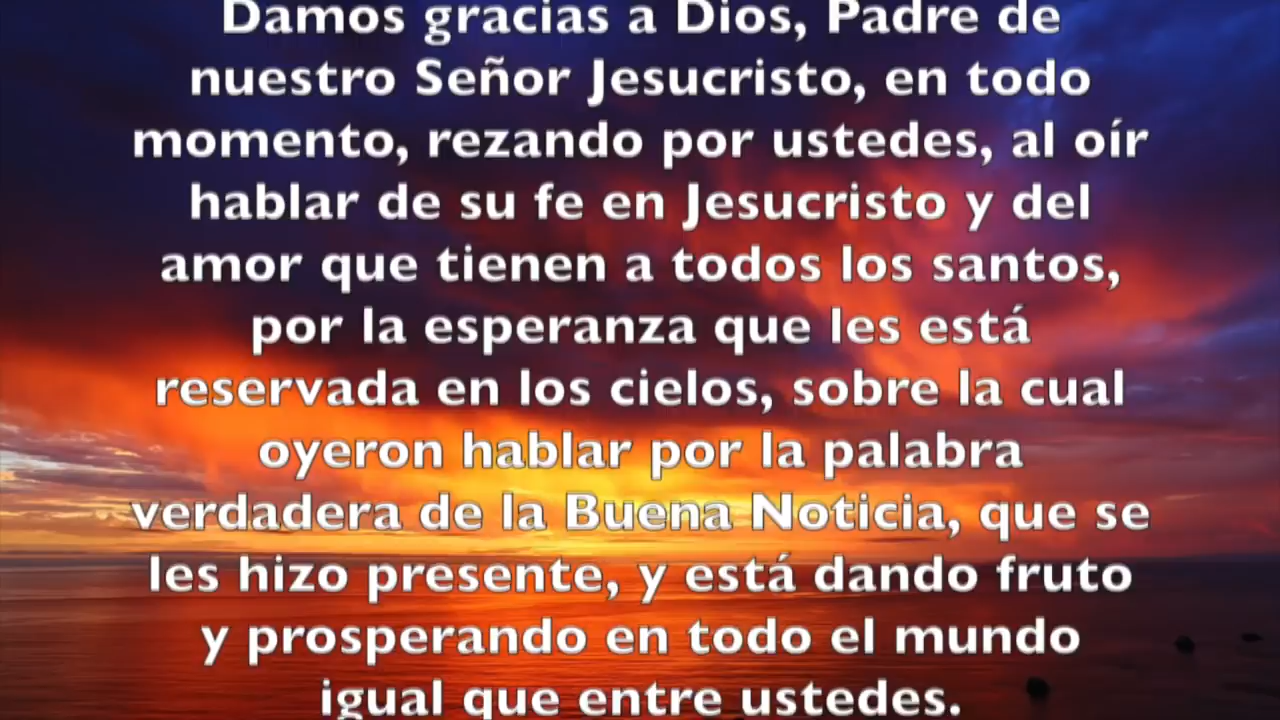 Damos gracias a Dios, Padre de
nuestro Señor Jesucristo, en todo
momento, rezando por ustedes, al oír
hablar de su fe en Jesucristo y del
amor que tienen a todos los santos,
por la esperanza que les está
reservada en los cielos, sobre la cual
oyeron hablar por la palabra
verdadera de la Buena Noticia, que se
les hizo presente, y está dando fruto
y prosperando en todo el mundo
igual que entre ustedes.